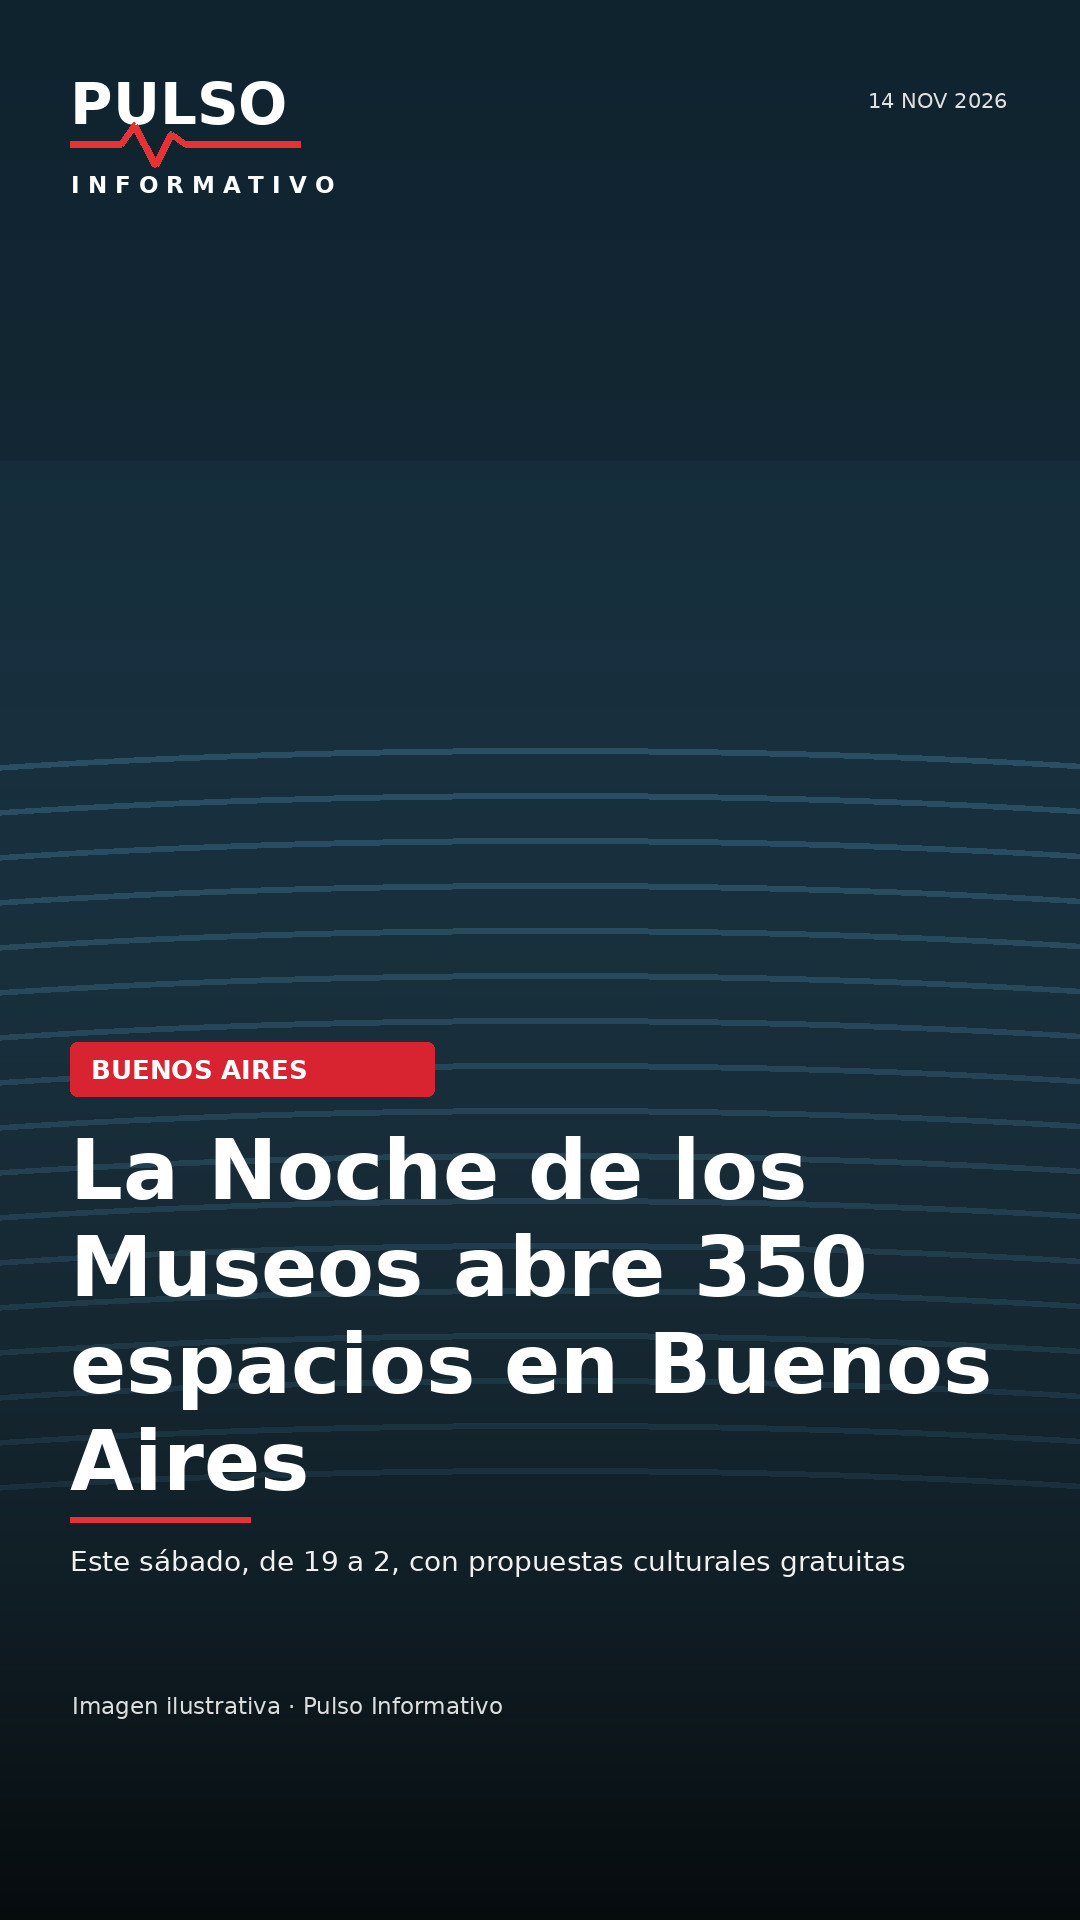 PULSO
INFORMATIVO
14 NOV 2026
BUENOS AIRES
La Noche de los
Museos abre 350
espacios en Buenos
Aires
Este sábado, de 19 a 2, con propuestas culturales gratuitas
Imagen ilustrativa · Pulso Informativo